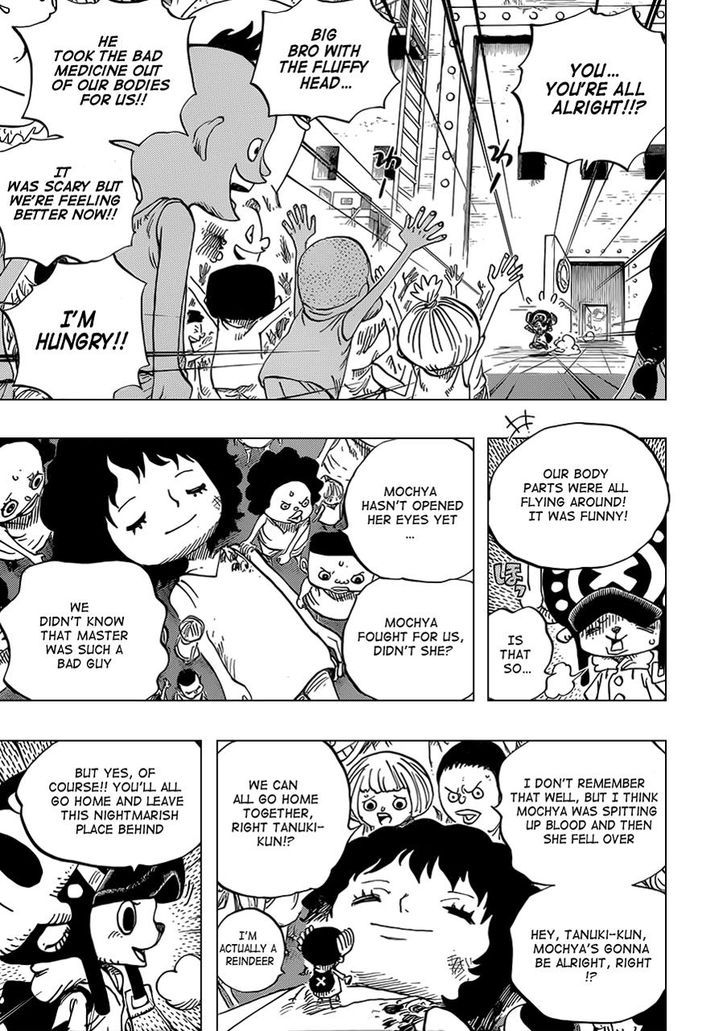 YOU...
YOU'RE ALL
ALRIGHT!!?
BIG
BRO WITH
THE FLUFFY
HEAD...
HE
TOOK THE BAD
MEDICINE OUT
OF OUR BODIES
FOR US!!
IT
WAS SCARY BUT
WE'RE FEELING
BETTER NOW!!
I'M
HUNGRY!!
OUR BODY
PARTS WERE ALL
FLYING AROUND!
IT WAS FUNNY!
IS
THAT
SO...
MOCHYA
HASN'T OPENED
HER EYES YET
...
MOCHYA
FOUGHT FOR US,
DIDN'T SHE?
WE
DIDN'T KNOW
THAT MASTER
WAS SUCH A
BAD GUY
I DON'T REMEMBER
THAT WELL, BUT I THINK
MOCHYA WAS SPITTING
UP BLOOD AND THEN
SHE FELL OVER
HEY, TANUKI-KUN,
MOCHYA'S GONNA
BE ALRIGHT, RIGHT
!?
WE CAN
ALL GO HOME
TOGETHER,
RIGHT TANUKI-
KUN!?
I'M
ACTUALLY A
REINDEER
BUT YES, OF
COURSE!! YOU'LL ALL
GO HOME AND LEAVE
THIS NIGHTMARISH
PLACE BEHIND